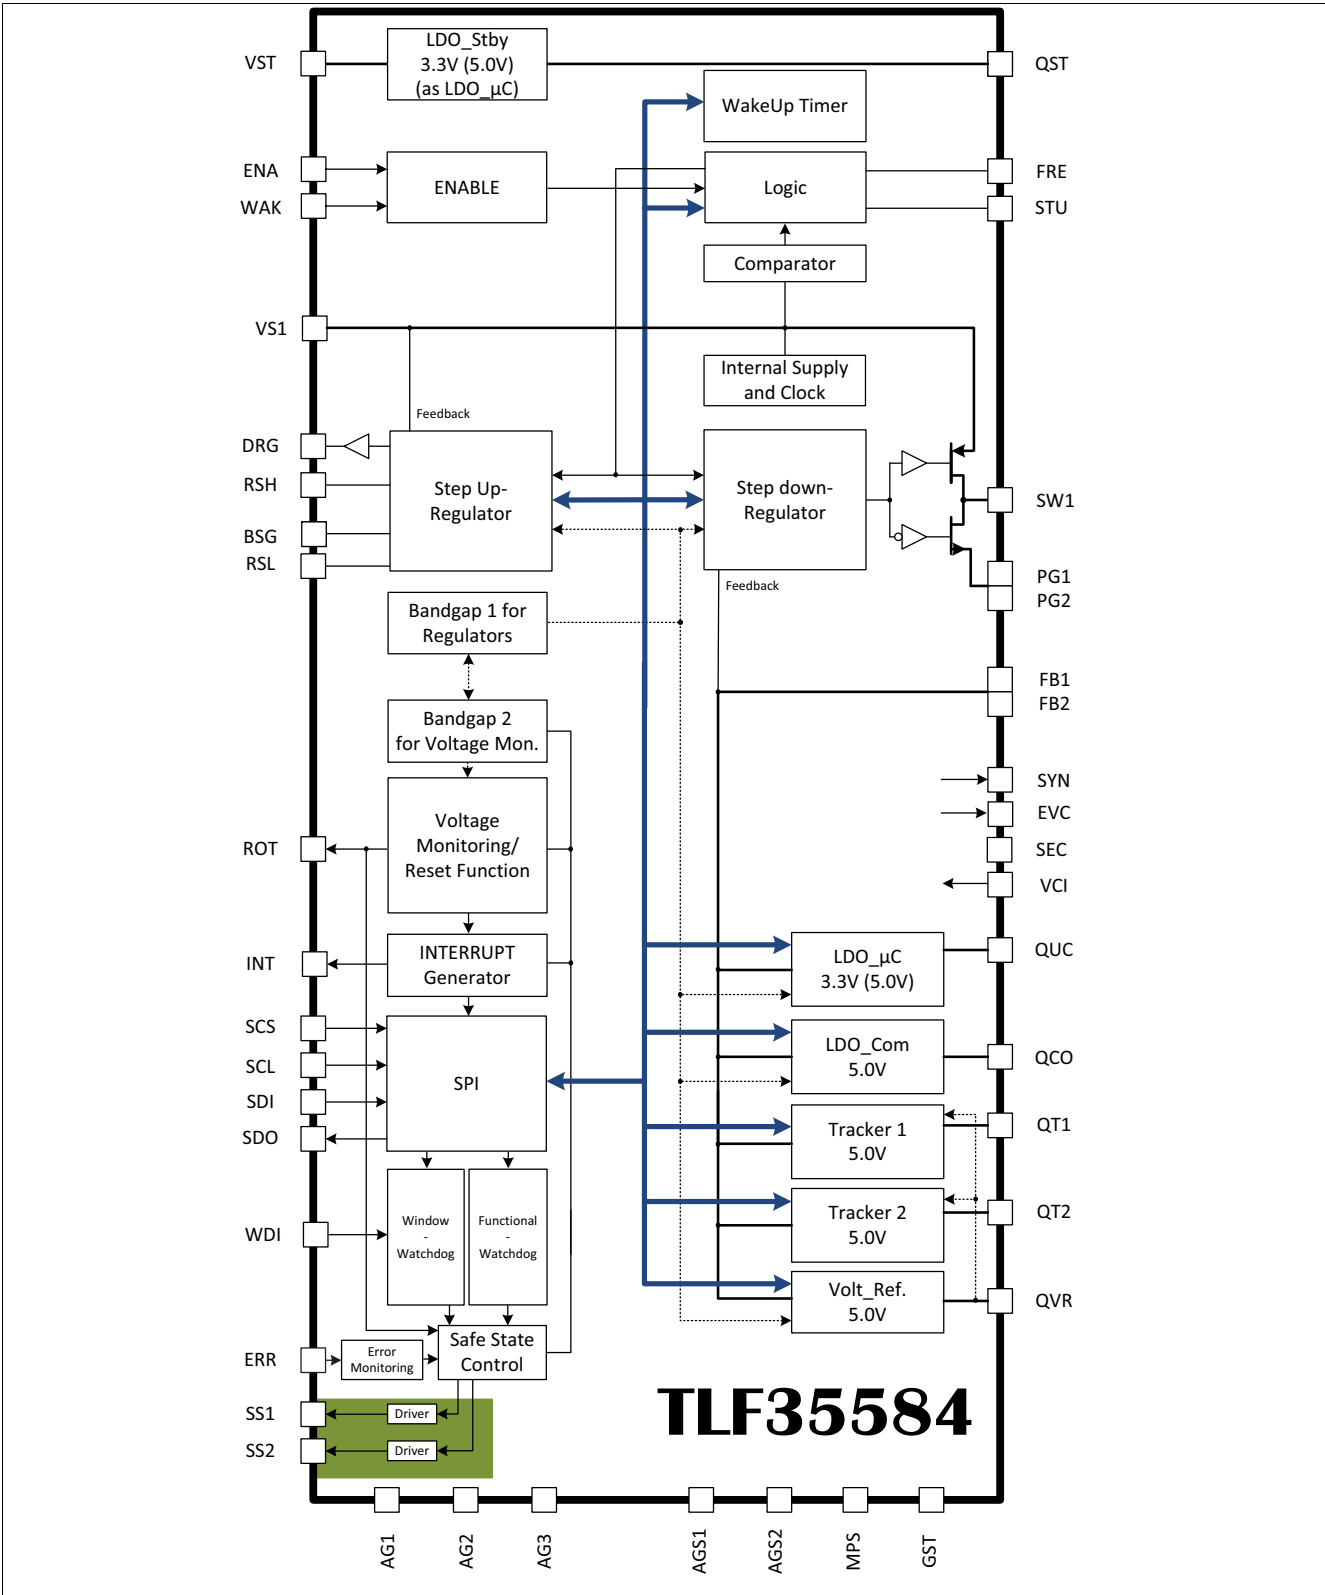 LDO_Stby
3.3V (5.0V)
(as LDO_µC)
VST
QST
WakeUp Timer
ENA
WAK
ENABLE
Logic
FRE
STU
Comparator
VS1
Internal Supply
and Clock
Feedback
DRG
RSH
BSG
RSL
Step Up-
Regulator
Step down-
Regulator
SW1
PG1
PG2
Feedback
Bandgap 1 for
Regulators
FB1
FB2
Bandgap 2
for Voltage Mon.
SYN
EVC
SEC
VCI
ROT
Voltage
Monitoring/
Reset Function
INT
INTERRUPT
Generator
LDO_µC
3.3V (5.0V)
QUC
SCS
SCL
SDI
SDO
SPI
LDO_Com
5.0V
QCO
Tracker 1
5.0V
QT1
WDI
Window
-
Watchdog
Functional
-
Watchdog
Tracker 2
5.0V
QT2
Volt_Ref.
5.0V
QVR
ERR
Error
Monitoring
Safe State
Control
SS1
Driver
SS2
Driver
TLF35584
AG1
AG2
AG3
AGS1
AGS2
MPS
GST